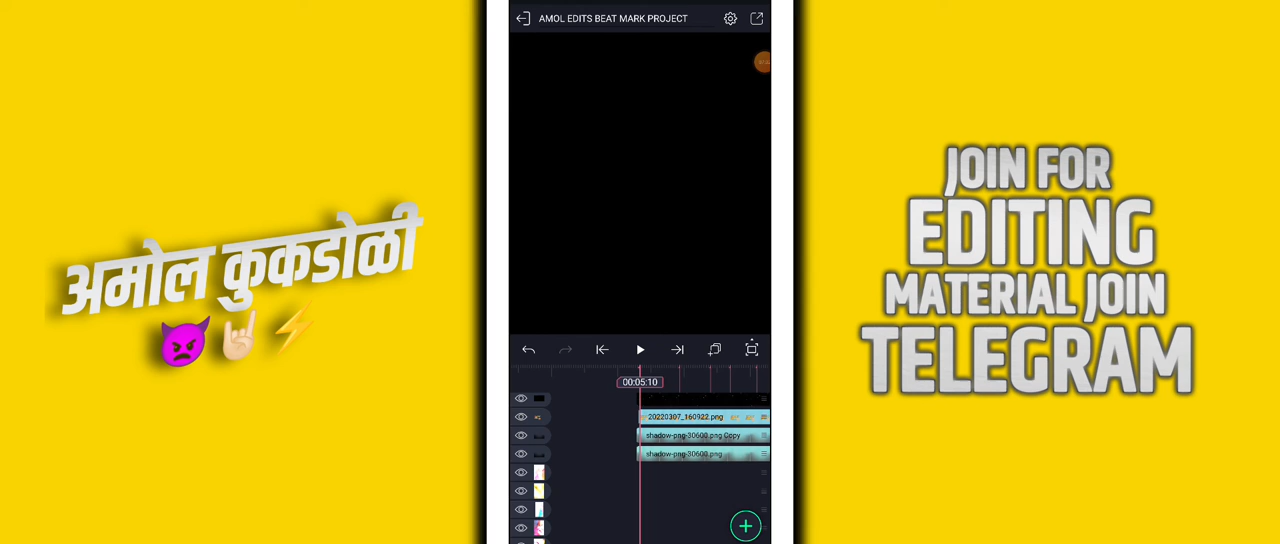 AMOL EDITS BEAT MARK PROJECT
अमोल कुकडोळी
JOIN FOR
EDITING
MATERIAL JOIN
TELEGRAM
00:05:10
20220307_160922.png
shadow-png-30600.png Copy
shadow-png-30600.png